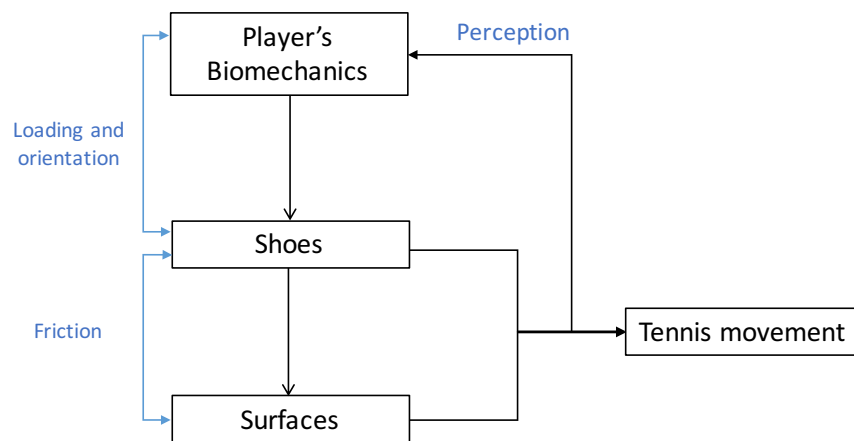 Player's
Biomechanics
Perception
Loading and
orientation
Shoes
Friction
Tennis movement
Surfaces